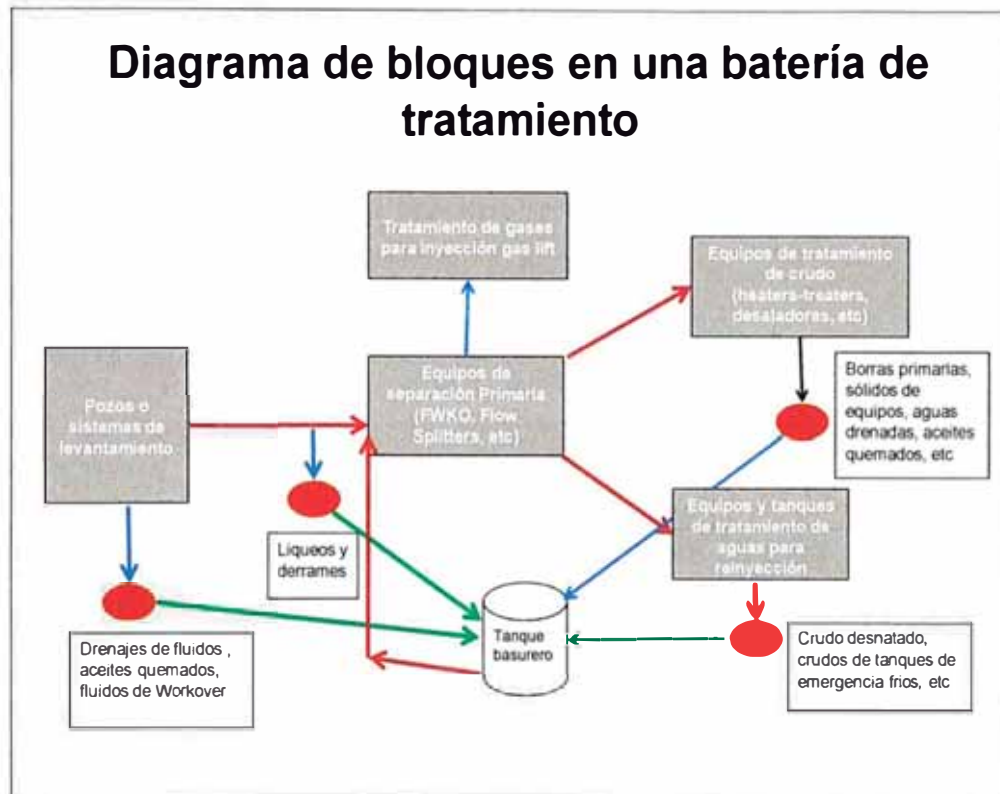 Diagrama de bloques en una batería de
tratamiento
Tratamiento de gases
para inyección gas lift
Equipos de tratamiento
de crudo
(heaters-treaters,
desaladores, etc)
Equipos de
separación Primaria
(FWKO, Flow
Splitters, etc)
Pozos o
sistemas de
levantamiento
Borras primarias,
sólidos de
equipos, aguas
drenadas, aceites
quemados, etc
Equipos y tanques
de tratamiento de
aguas para
reinyección
Liqueos y
derrames
Tanque
basurero
Drenajes de fluidos ,
aceites quemados,
fluidos de Workover
Crudo desnatado,
crudos de tanques de
emergencia frios, etc